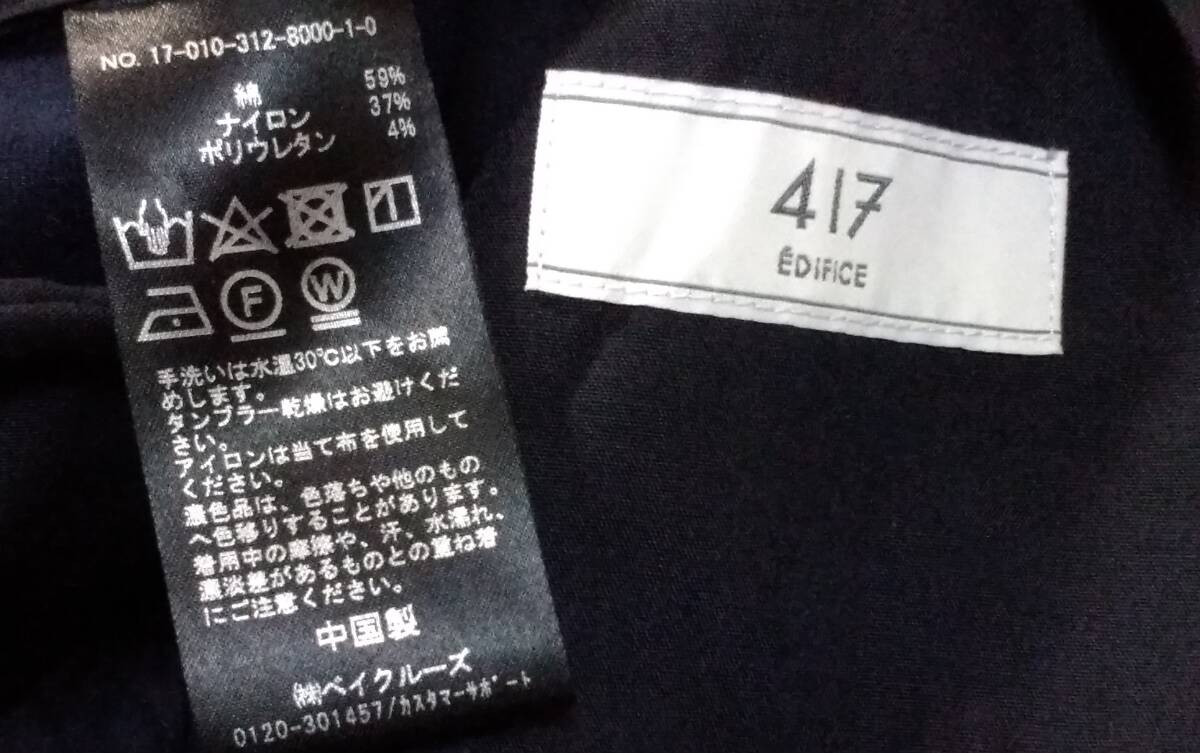 NO. 17-010-312-8000-1-0
綿 59%
ナイロン 37%
ポリウレタン 4%
F W
手洗いは水温30℃以下をお薦
めします。
タンブラー乾燥はお避けくだ
さい。
アイロンは当て布を使用して
ください。
濃色品は、色落ちや他のもの
へ色移りすることがあります。
着用中の摩擦や、汗、水濡れ、
濃淡差があるものとの重ね着
にご注意ください。
中国製
㈱ベイクルーズ
0120-301457/カスタマーサポート
417
ÉDIFICE